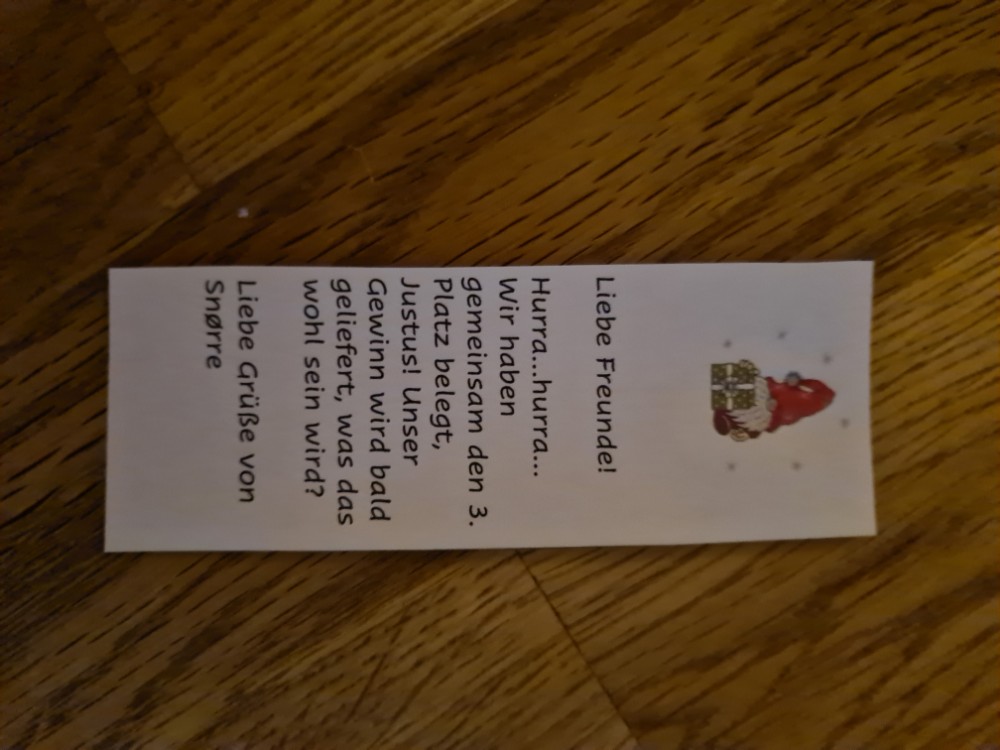 Liebe Freunde!
Hurra...hurra...
Wir haben
gemeinsam den 3.
Platz belegt,
Justus! Unser
Gewinn wird bald
geliefert, was das
wohl sein wird?
Liebe Grüße von
Snørre